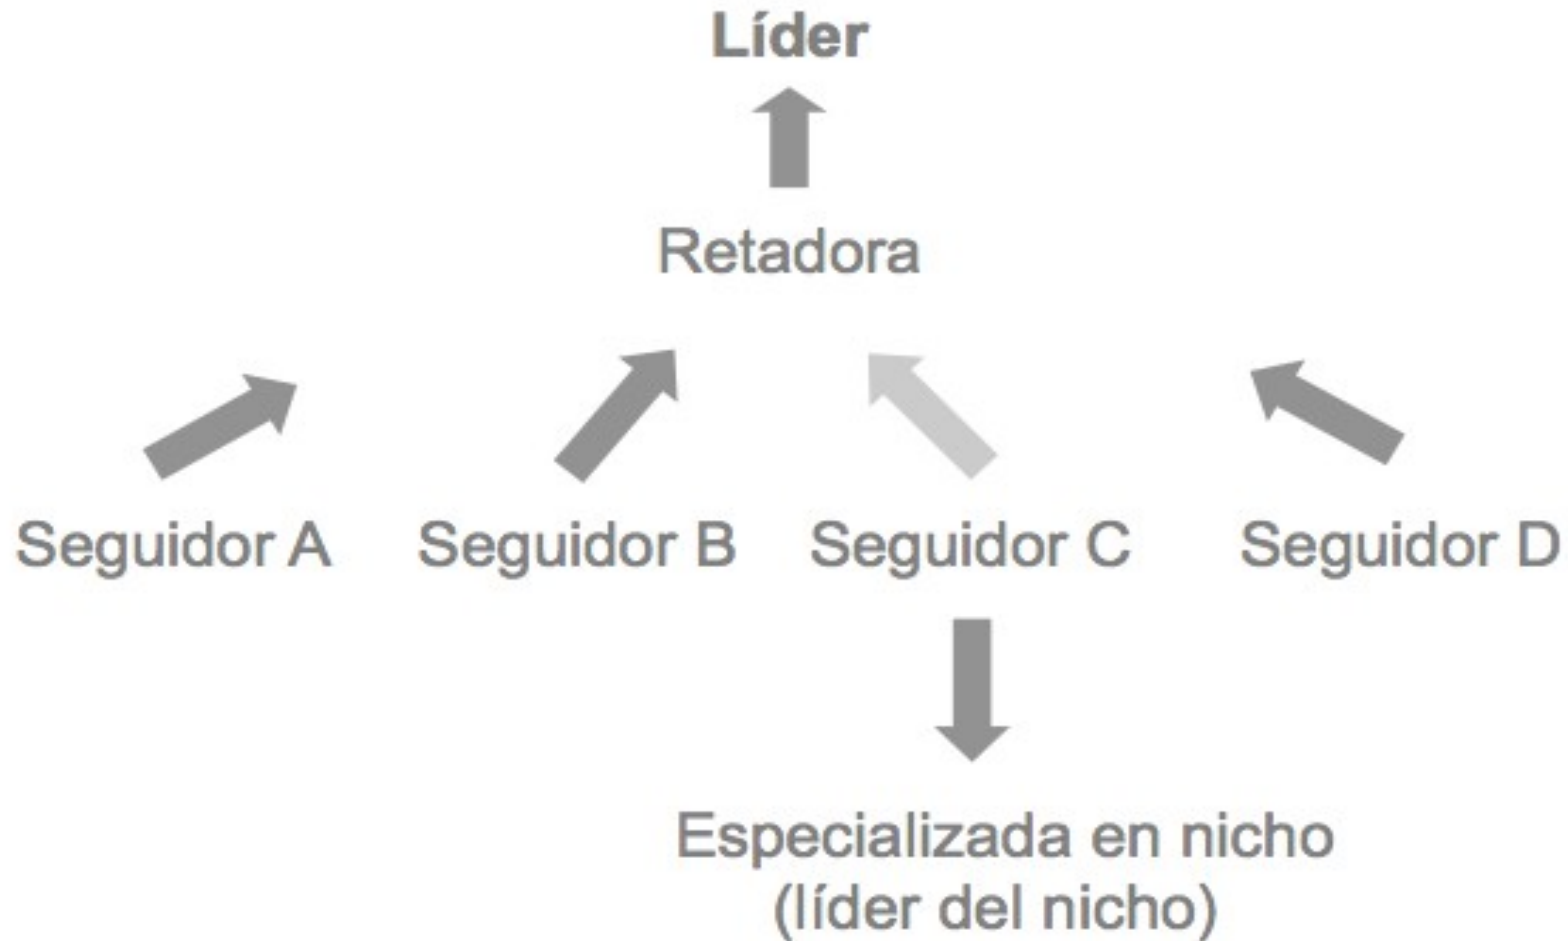 Líder
Retadora
Seguidor A
Seguidor B
Seguidor C
Seguidor D
Especializada en nicho
(líder del nicho)